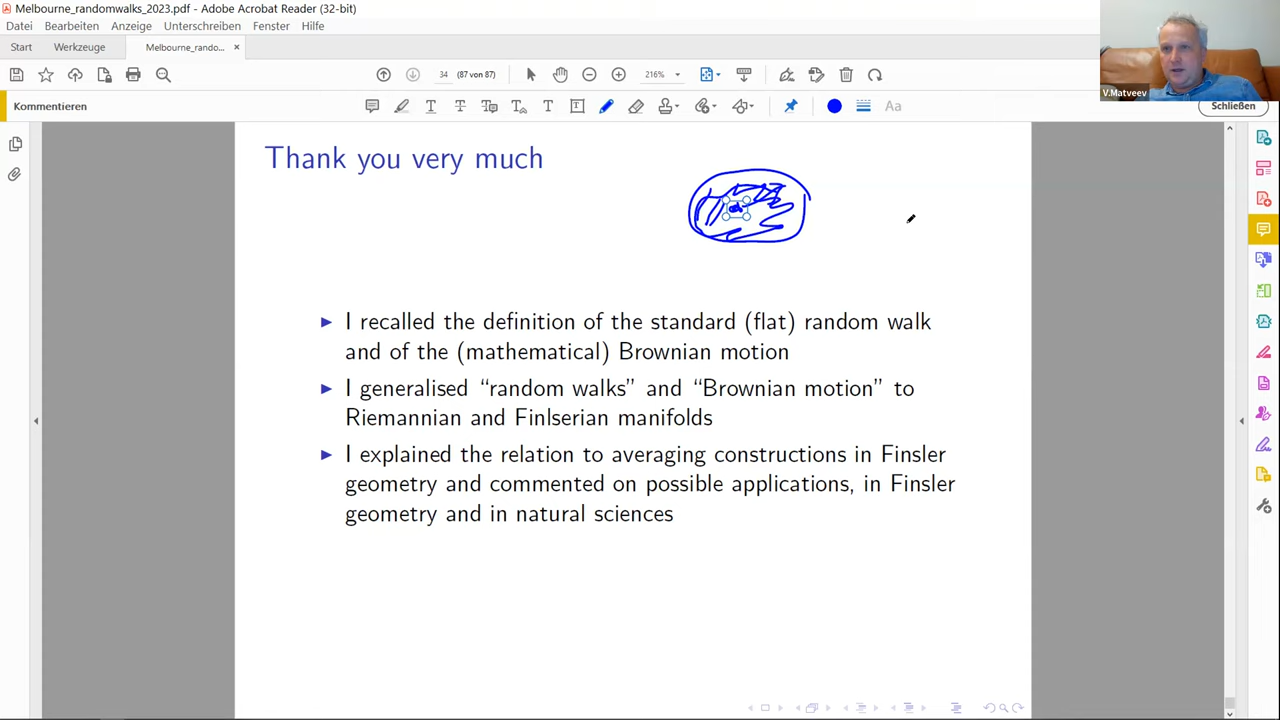 Melbourne_randomwalks_2023.pdf - Adobe Acrobat Reader (32-bit)
Datei Bearbeiten Anzeige Unterschreiben Fenster Hilfe
Start Werkzeuge Melbourne_rando... ×
34 (87 von 87) 216%
Kommentieren Aa Schließen
V.Matveev
Thank you very much
I recalled the definition of the standard (flat) random walk
and of the (mathematical) Brownian motion
I generalised “random walks” and “Brownian motion” to
Riemannian and Finlserian manifolds
I explained the relation to averaging constructions in Finsler
geometry and commented on possible applications, in Finsler
geometry and in natural sciences